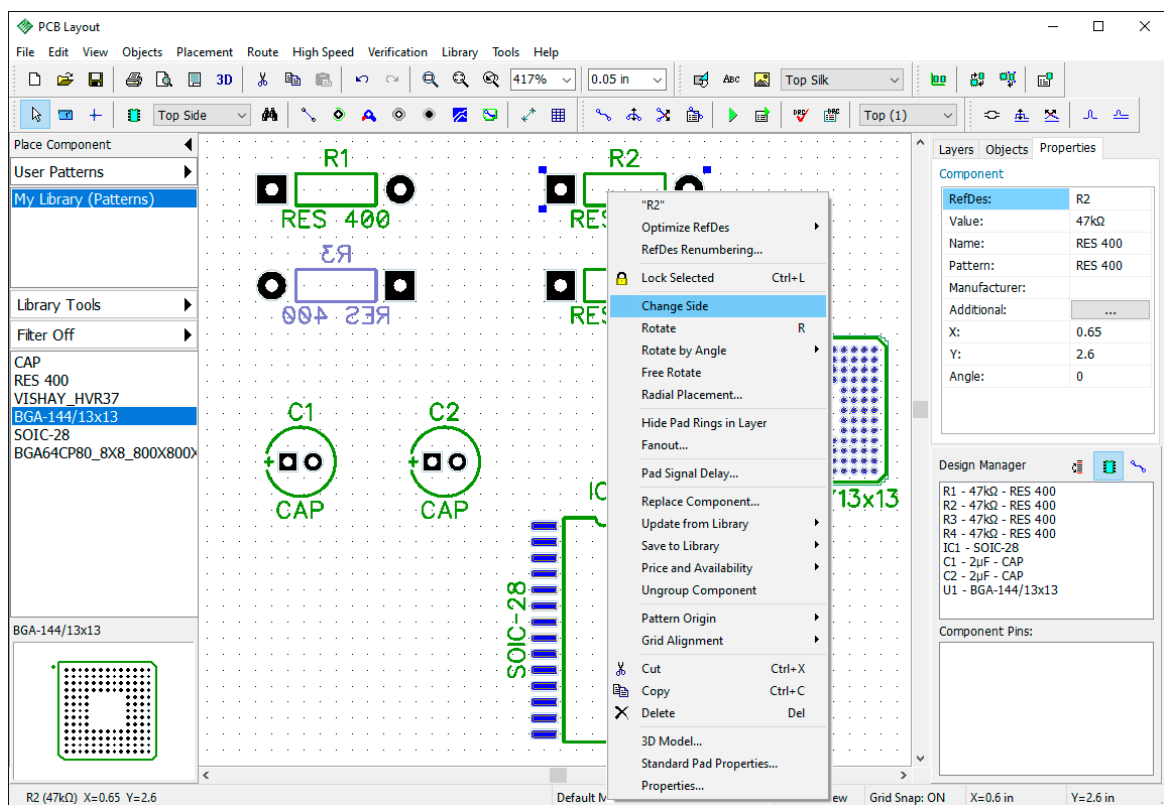 PCB Layout
File Edit View Objects Placement Route High Speed Verification Library Tools Help
3D 417% 0.05 in ABC Top Silk
Top Side DRC DRC Top (1)
Place Component
User Patterns
My Library (Patterns)
Library Tools
Filter Off
CAP
RES 400
VISHAY_HVR37
BGA-144/13x13
SOIC-28
BGA64CP80_8X8_800X800X
BGA-144/13x13
R1
RES 400
R3
RES 400
C1
CAP
C2
CAP
R2
RES
RES
IC
SOIC-28
/13x13
"R2"
Optimize RefDes
RefDes Renumbering...
Lock Selected Ctrl+L
Change Side
Rotate R
Rotate by Angle
Free Rotate
Radial Placement...
Hide Pad Rings in Layer
Fanout...
Pad Signal Delay...
Replace Component...
Update from Library
Save to Library
Price and Availability
Ungroup Component
Pattern Origin
Grid Alignment
Cut Ctrl+X
Copy Ctrl+C
Delete Del
3D Model...
Standard Pad Properties...
Properties...
Layers Objects Properties
Component
RefDes: R2
Value: 47kΩ
Name: RES 400
Pattern: RES 400
Manufacturer:
Additional: ...
X: 0.65
Y: 2.6
Angle: 0
Design Manager
R1 - 47kΩ - RES 400
R2 - 47kΩ - RES 400
R3 - 47kΩ - RES 400
R4 - 47kΩ - RES 400
IC1 - SOIC-28
C1 - 2µF - CAP
C2 - 2µF - CAP
U1 - BGA-144/13x13
Component Pins:
R2 (47kΩ) X=0.65 Y=2.6 Default M ew Grid Snap: ON X=0.6 in Y=2.6 in